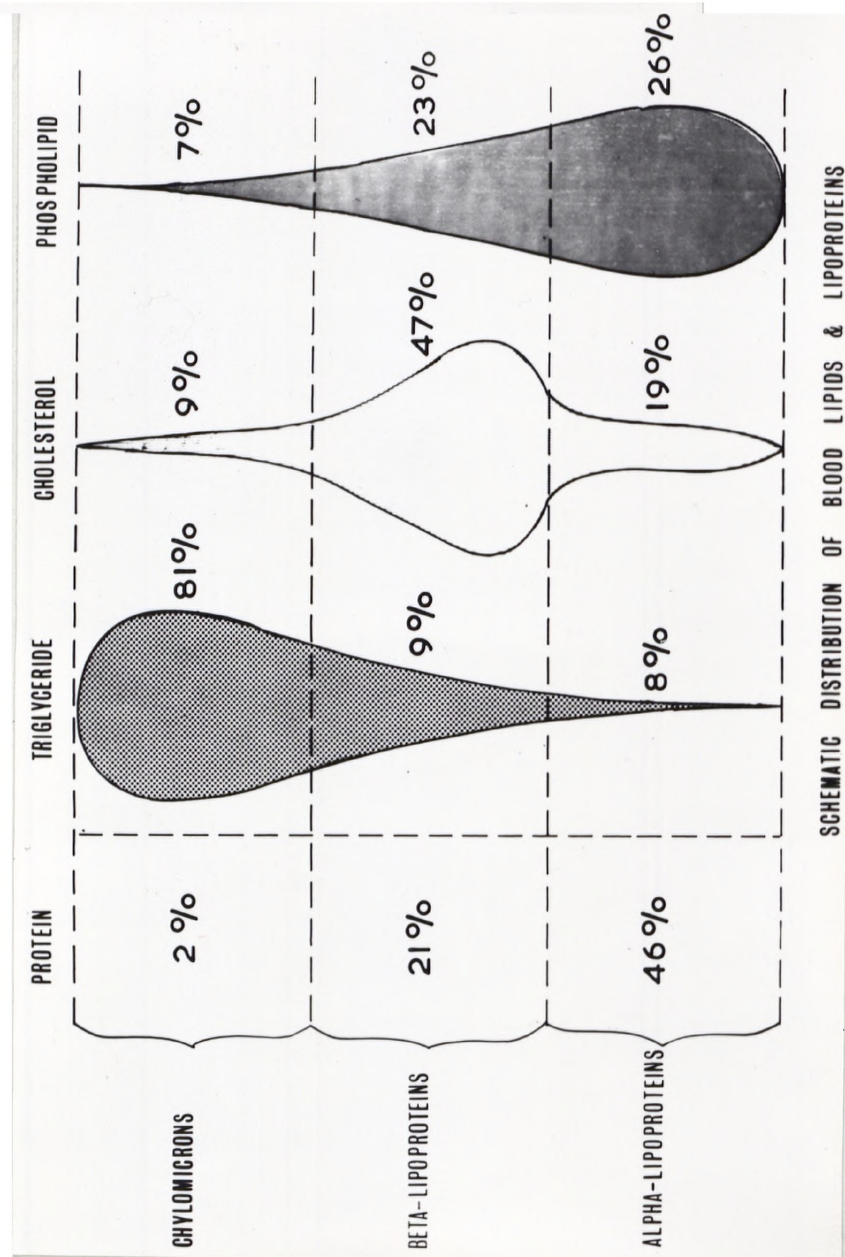 PROTEIN TRIGLYCERIDE CHOLESTEROL PHOSPHOLIPID
CHYLOMICRONS 2% 81% 9% 7%
BETA-LIPOPROTEINS 21% 9% 47% 23%
ALPHA-LIPOPROTEINS 46% 8% 19% 26%
SCHEMATIC DISTRIBUTION OF BLOOD LIPIDS & LIPOPROTEINS